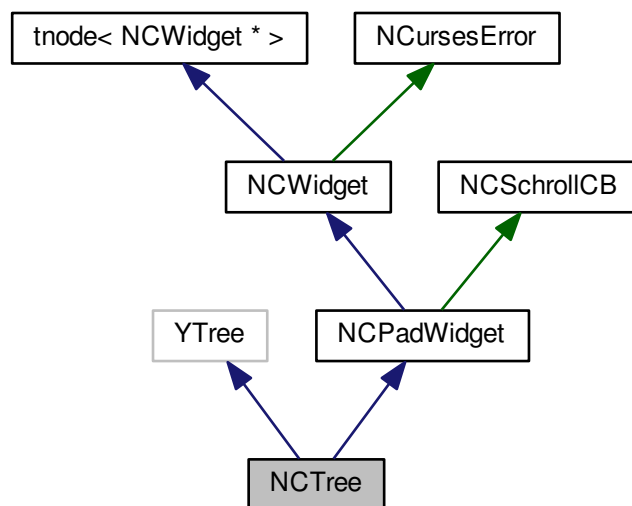 tnode< NCWidget * >
NCursesError
NCWidget
NCSchrollCB
YTree
NCPadWidget
NCTree